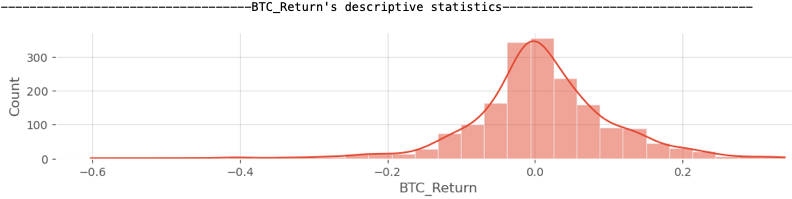 -----------------------------------BTC_Return's descriptive statistics-----------------------------------
300
200
100
0
Count
−0.6 −0.4 −0.2 0.0 0.2
BTC_Return